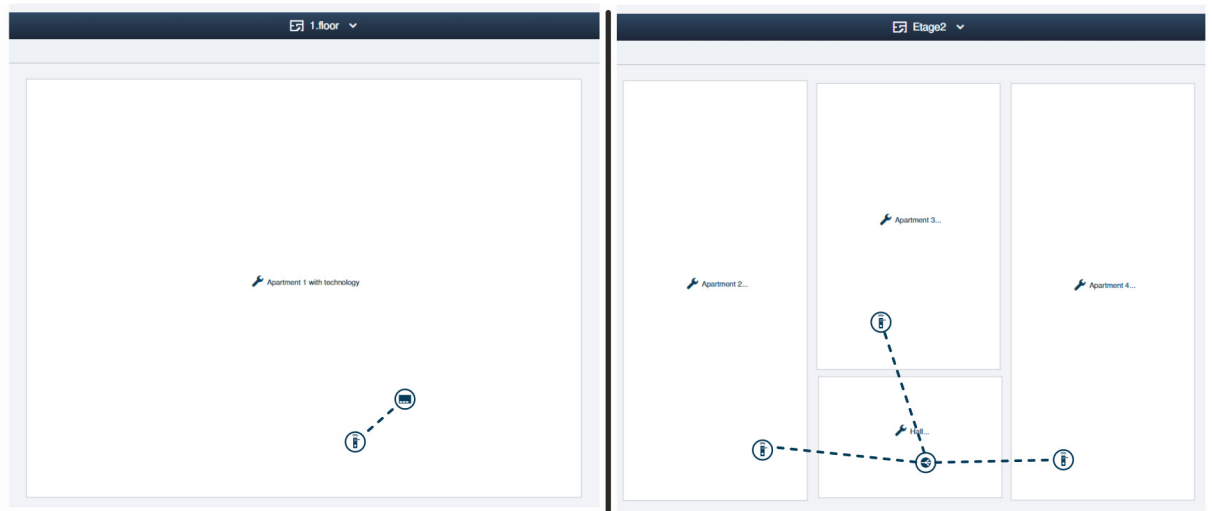 1.floor
Apartment 1 with technology
Etage2
Apartment 2...
Apartment 3...
Apartment 4...
Hall...